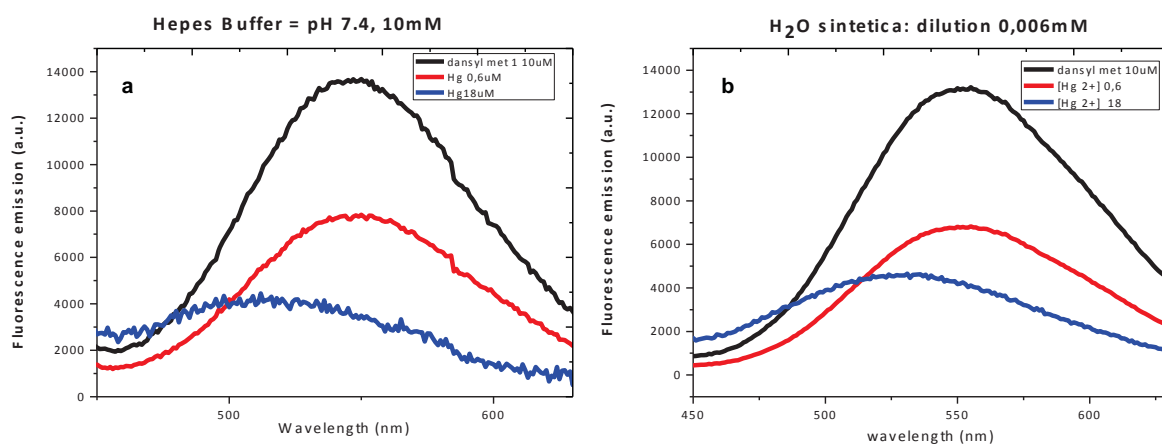 Hepes Buffer = pH 7.4, 10mM
a
dansyl met 1 10uM
Hg 0,6uM
Hg18uM
14000
12000
10000
8000
6000
4000
2000
0
500
600
Fluorescence emission (a.u.)
Wavelength (nm)
H2O sintetica: dilution 0,006mM
b
dansyl met 10uM
[Hg 2+] 0,6
[Hg 2+] 18
14000
12000
10000
8000
6000
4000
2000
0
450
500
550
600
Fluorescence emission (a.u.)
wavelength (nm)